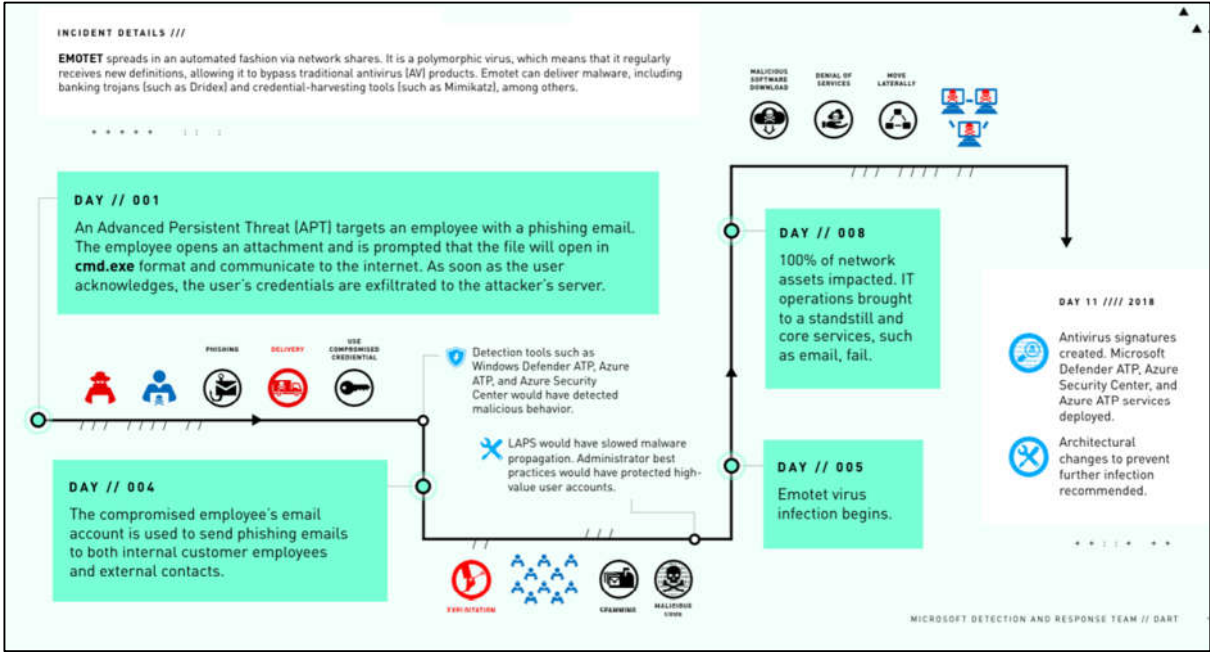 INCIDENT DETAILS ///
EMOTET spreads in an automated fashion via network shares. It is a polymorphic virus, which means that it regularly
receives new definitions, allowing it to bypass traditional antivirus (AV) products. Emotet can deliver malware, including
banking trojans (such as Dridex) and credential-harvesting tools (such as Mimikatz), among others.
MALICIOUS
SOFTWARE
DOWNLOAD
DENIAL OF
SERVICES
MOVE
LATERALLY
DAY // 001
An Advanced Persistent Threat (APT) targets an employee with a phishing email.
The employee opens an attachment and is prompted that the file will open in
cmd.exe format and communicate to the internet. As soon as the user
acknowledges, the user's credentials are exfiltrated to the attacker's server.
PHISHING
DELIVERY
USE
COMPROMISED
CREDENTIAL
Detection tools such as
Windows Defender ATP, Azure
ATP, and Azure Security
Center would have detected
malicious behavior.
LAPS would have slowed malware
propagation. Administrator best
practices would have protected high-
value user accounts.
DAY // 004
The compromised employee's email
account is used to send phishing emails
to both internal customer employees
and external contacts.
EXPLOITATION
SPAMMING
MALICIOUS
CODE
DAY // 005
Emotet virus
infection begins.
DAY // 008
100% of network
assets impacted. IT
operations brought
to a standstill and
core services, such
as email, fail.
DAY 11 //// 2018
Antivirus signatures
created. Microsoft
Defender ATP, Azure
Security Center, and
Azure ATP services
deployed.
Architectural
changes to prevent
further infection
recommended.
MICROSOFT DETECTION AND RESPONSE TEAM // DART